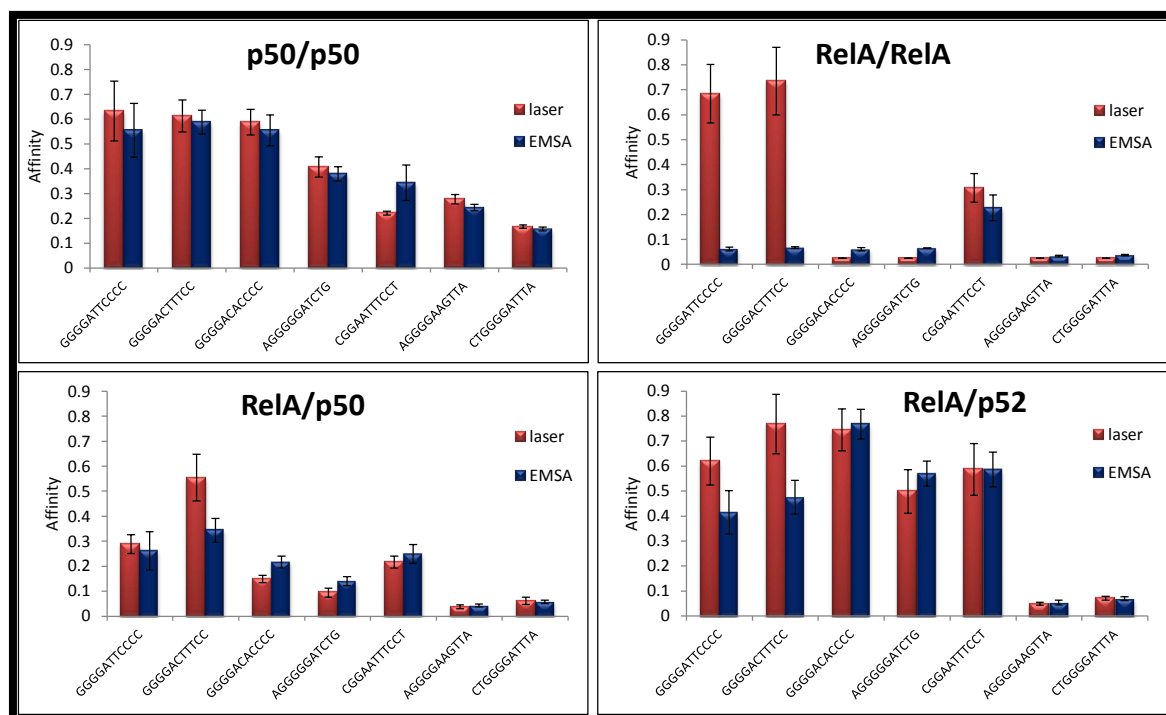 p50/p50
Affinity
0.9
0.8
0.7
0.6
0.5
0.4
0.3
0.2
0.1
0
laser
EMSA
GGGGATTCCCC
GGGGACTTTCC
GGGGACACCCC
AGGGGGATCTG
CGGAATTTCCT
AGGGGAAGTTA
CTGGGGATTTA
RelA/RelA
Affinity
0.9
0.8
0.7
0.6
0.5
0.4
0.3
0.2
0.1
0
laser
EMSA
GGGGATTCCCC
GGGGACTTTCC
GGGGACACCCC
AGGGGGATCTG
CGGAATTTCCT
AGGGGAAGTTA
CTGGGGATTTA
RelA/p50
Affinity
0.9
0.8
0.7
0.6
0.5
0.4
0.3
0.2
0.1
0
laser
EMSA
GGGGATTCCCC
GGGGACTTTCC
GGGGACACCCC
AGGGGGATCTG
CGGAATTTCCT
AGGGGAAGTTA
CTGGGGATTTA
RelA/p52
Affinity
0.9
0.8
0.7
0.6
0.5
0.4
0.3
0.2
0.1
0
laser
EMSA
GGGGATTCCCC
GGGGACTTTCC
GGGGACACCCC
AGGGGGATCTG
CGGAATTTCCT
AGGGGAAGTTA
CTGGGGATTTA